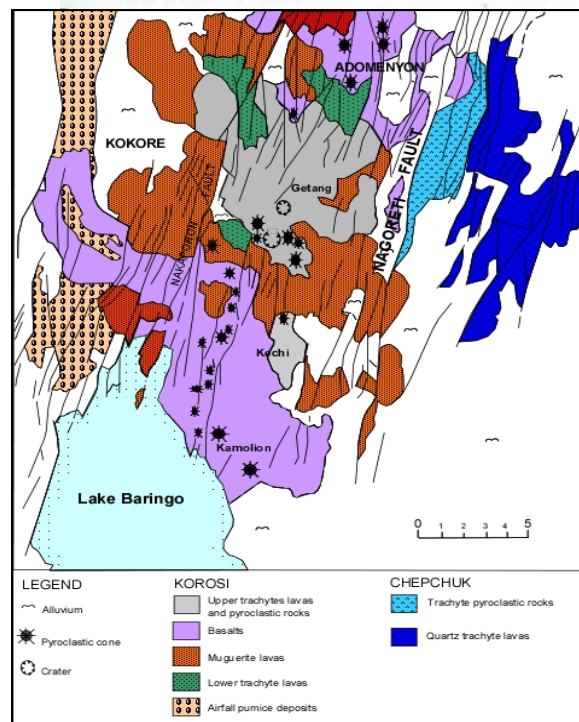 ADOMENYON
KOKORE
Getang
NAGORETI FAULT
FAULT
Kechi
Kamolion
Lake Baringo
0 1 2 3 4 5
LEGEND
Alluvium
Pyroclastic cone
Crater
KOROSI
Upper trachytes lavas
and pyroclastic rocks
Basalts
Muguerite lavas
Lower trachyte lavas
Airfall pumice deposits
CHEPCHUK
Trachyte pyroclastic rocks
Quartz trachyte lavas